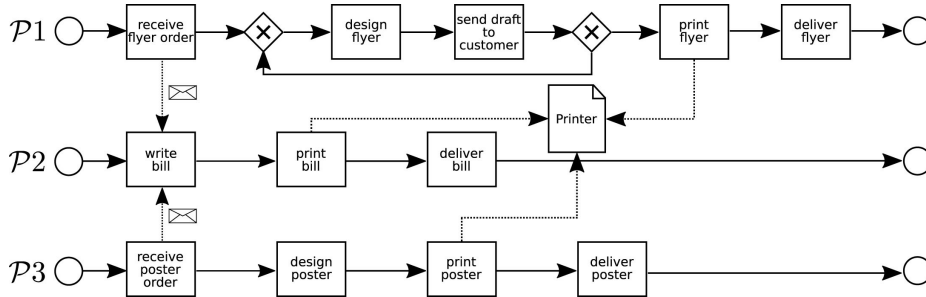 P1
receive
flyer order
design
flyer
send draft
to
customer
print
flyer
deliver
flyer
Printer
P2
write
bill
print
bill
deliver
bill
P3
receive
poster
order
design
poster
print
poster
deliver
poster